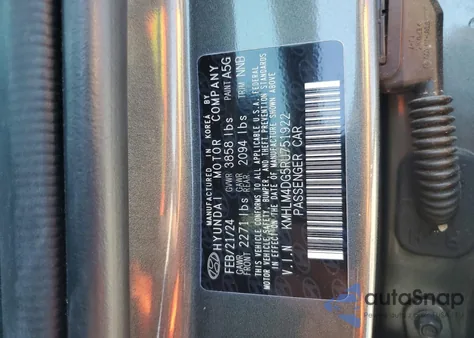 MANUFACTURED IN KOREA BY
HYUNDAI MOTOR COMPANY
FEB/21/24 GVWR 3858 lbs PAINT A5G
GAWR FRONT 2271 lbs GAWR REAR 2094 lbs TRIM NNB
THIS VEHICLE CONFORMS TO ALL APPLICABLE U.S.A. FEDERAL
MOTOR VEHICLE SAFETY, BUMPER, AND THEFT PREVENTION STANDARDS
IN EFFECT ON THE DATE OF MANUFACTURE SHOWN ABOVE.
V.I.N KMHLM4DG5RU751922
PASSENGER CAR
autoSnap